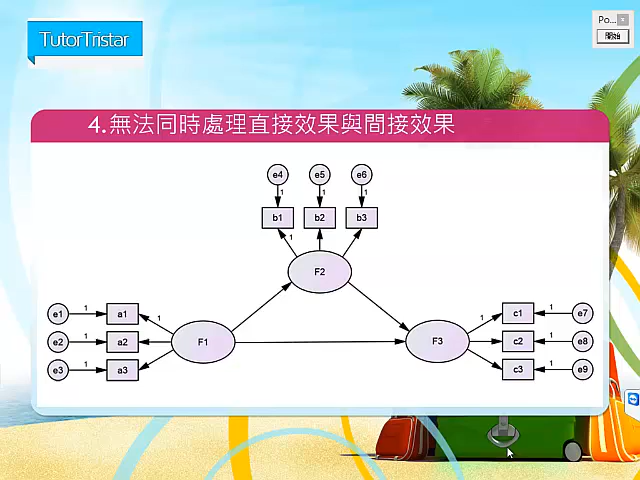 TutorTristar
Po...
開始
4.無法同時處理直接效果與間接效果
e4 e5 e6
1 1 1
b1 b2 b3
1
F2
e1 1 a1 1
e2 1 a2
e3 1 a3
F1
F3
1 c1 1 e7
c2 1 e8
c3 1 e9